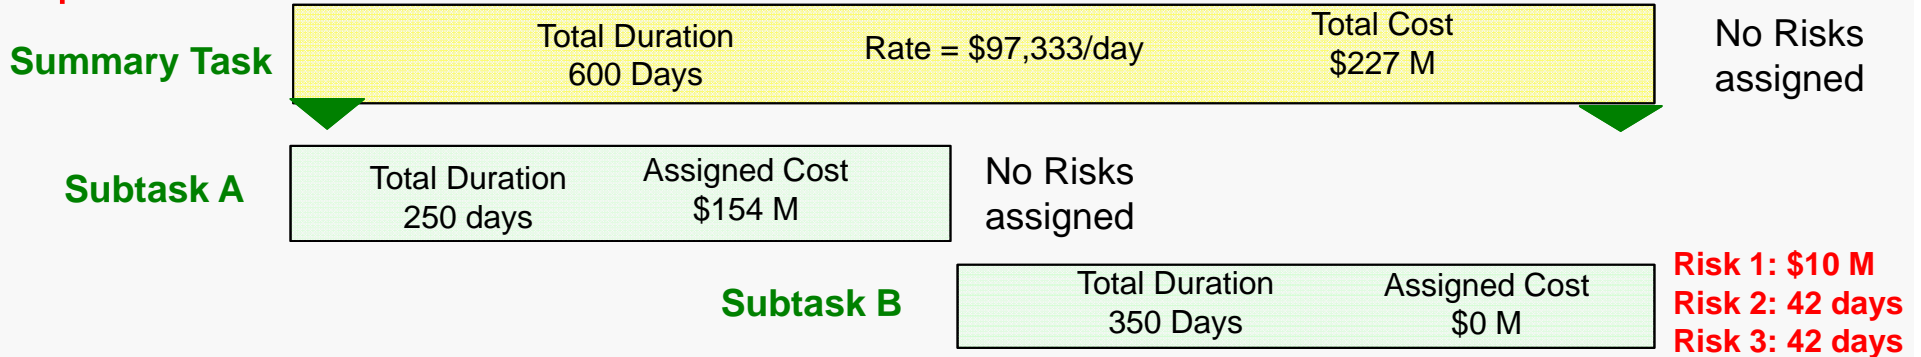 Summary Task
Total Duration
600 Days
Rate = $97,333/day
Total Cost
$227 M
No Risks
assigned
Subtask A
Total Duration
250 days
Assigned Cost
$154 M
No Risks
assigned
Subtask B
Total Duration
350 Days
Assigned Cost
$0 M
Risk 1: $10 M
Risk 2: 42 days
Risk 3: 42 days